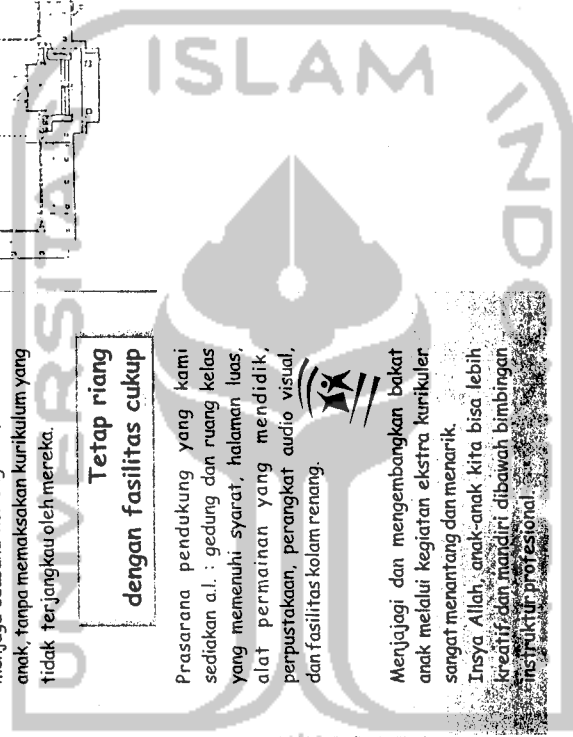 anak, tanpa memaksakan kurikulum yang
tidak terjangkau oleh mereka.
Tetap riang
dengan fasilitas cukup
Prasarana pendukung yang kami
sediakan a.l. : gedung dan ruang kelas
yang memenuhi syarat, halaman luas,
alat permainan yang mendidik,
perpustakaan, perangkat audio visual,
dan fasilitas kolam renang.
Menjajagi dan mengembangkan bakat
anak melalui kegiatan ekstra kurikuler
sangat menantang dan menarik.
Insya Allah, anak-anak kita bisa lebih
kreatif dan mandiri dibawah bimbingan
instruktur profesional.
UNIVERSITAS
ISLAM